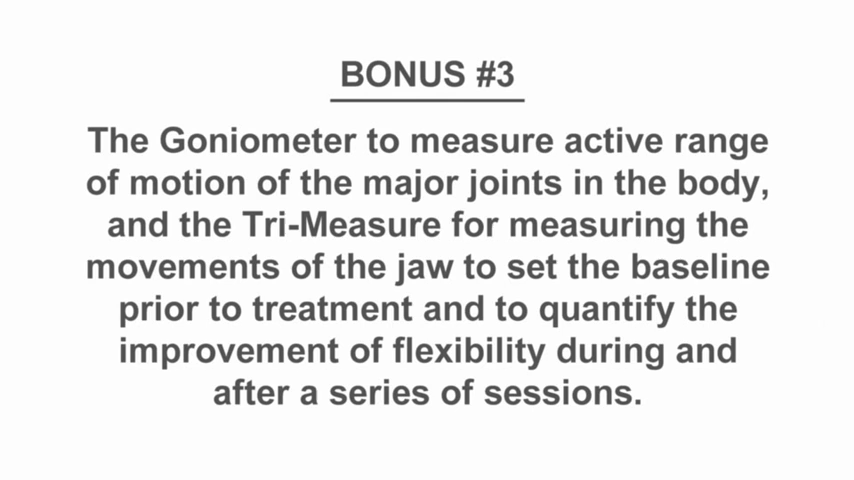 BONUS #3
The Goniometer to measure active range
of motion of the major joints in the body,
and the Tri-Measure for measuring the
movements of the jaw to set the baseline
prior to treatment and to quantify the
improvement of flexibility during and
after a series of sessions.